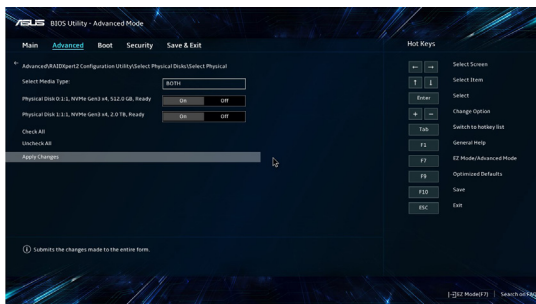 ASUS BIOS Utility - Advanced Mode
Main Advanced Boot Security Save & Exit
Hot Keys
Advanced\RAIDXpert2 Configuration Utility\Select Physical Disks\Select Physical
Select Media Type: BOTH
Physical Disk 0:1:1, NVMe Gen3 x4, 512.0 GB, Ready On Off
Physical Disk 1:1:1, NVMe Gen3 x4, 2.0 TB, Ready On Off
Check All
Uncheck All
Apply Changes
← → Select Screen
↑ ↓ Select Item
Enter Select
+ − Change Option
Tab Switch to hotkey list
F1 General Help
F7 EZ Mode/Advanced Mode
F9 Optimized Defaults
F10 Save
ESC Exit
Submits the changes made to the entire form.
EZ Mode(F7) | Search on FAQ